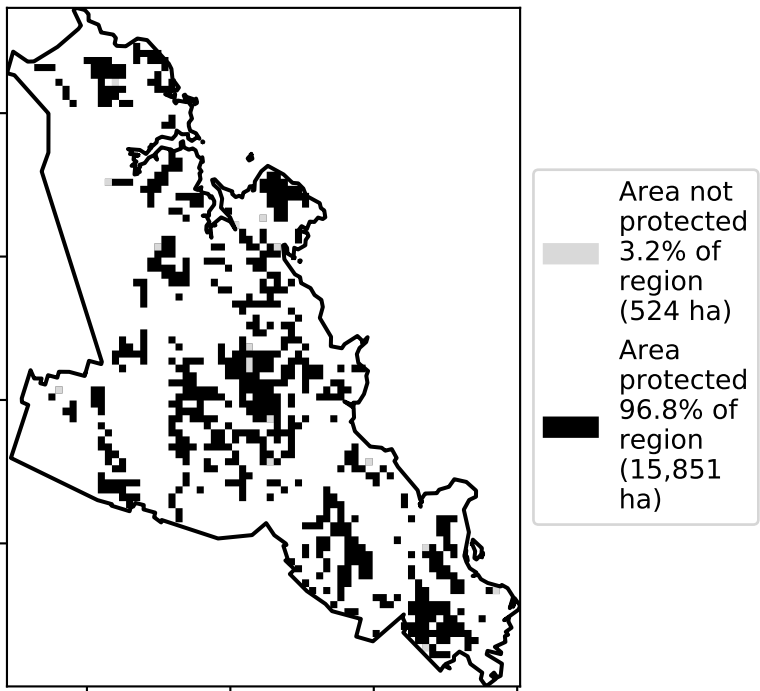 Area not
protected
3.2% of
region
(524 ha)
Area
protected
96.8% of
region
(15,851
ha)